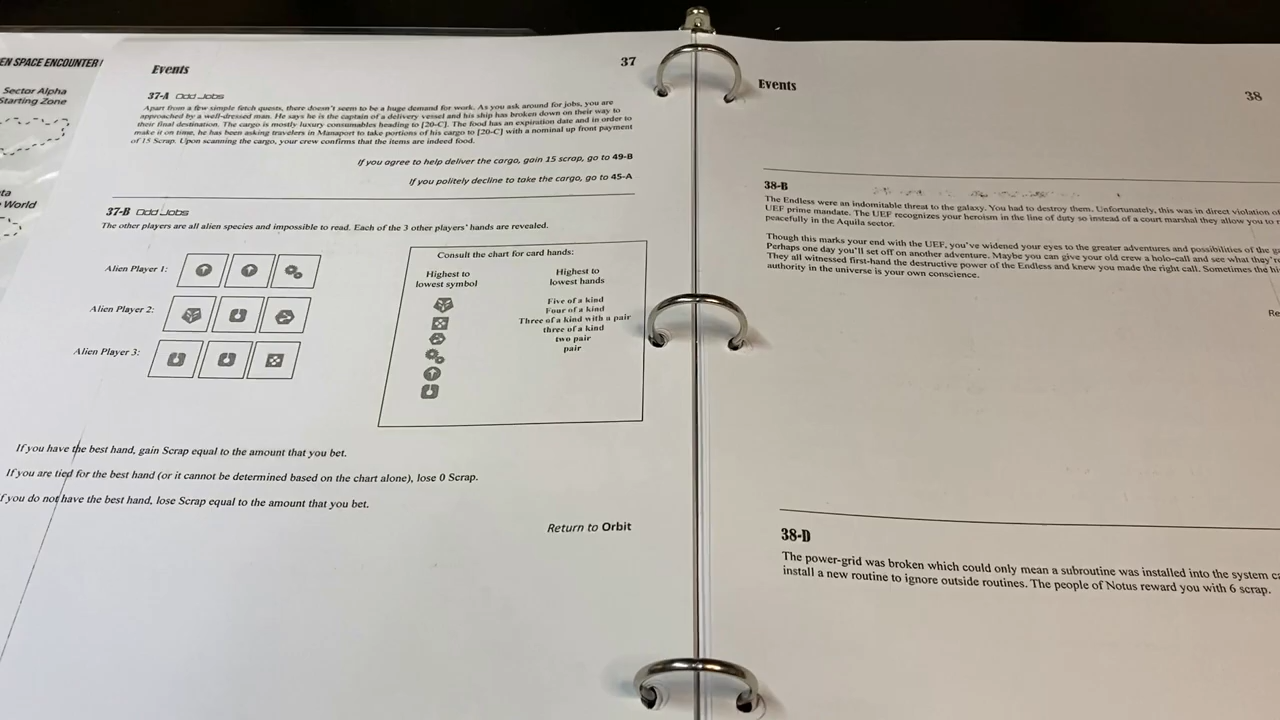 EN SPACE ENCOUNTER
Sector Alpha
Starting Zone
ta
World
Events
37
37-A Odd Jobs
Apart from a few simple fetch quests, there doesn't seem to be a huge demand for work. As you ask around for jobs, you are
approached by a well-dressed man. He says he is the captain of a delivery vessel and his ship has broken down on their way to
their final destination. The cargo is mostly luxury consumables heading to [20-C]. The food has an expiration date and in order to
make it on time, he has been asking travelers in Manaport to take portions of his cargo to [20-C] with a nominal up front payment
of 15 Scrap. Upon scanning the cargo, your crew confirms that the items are indeed food.
If you agree to help deliver the cargo, gain 15 scrap, go to 49-B
If you politely decline to take the cargo, go to 45-A
37-B Odd Jobs
The other players are all alien species and impossible to read. Each of the 3 other players' hands are revealed.
Alien Player 1:
Alien Player 2:
Alien Player 3:
Consult the chart for card hands:
Highest to
lowest symbol
Highest to
lowest hands
Five of a kind
Four of a kind
Three of a kind with a pair
three of a kind
two pair
pair
If you have the best hand, gain Scrap equal to the amount that you bet.
If you are tied for the best hand (or it cannot be determined based on the chart alone), lose 0 Scrap.
f you do not have the best hand, lose Scrap equal to the amount that you bet.
Return to Orbit
Events
38
38-B
The Endless were an indomitable threat to the galaxy. You had to destroy them. Unfortunately, this was in direct violation of
UEF prime mandate. The UEF recognizes your heroism in the line of duty so instead of a court marshal they allow you to r
peacefully in the Aquila sector.
Though this marks your end with the UEF, you've widened your eyes to the greater adventures and possibilities of the ga
Perhaps one day you'll set off on another adventure. Maybe you can give your old crew a holo-call and see what they're
They all witnessed first-hand the destructive power of the Endless and knew you made the right call. Sometimes the hi
authority in the universe is your own conscience.
Re
38-D
The power-grid was broken which could only mean a subroutine was installed into the system ca
install a new routine to ignore outside routines. The people of Notus reward you with 6 scrap.